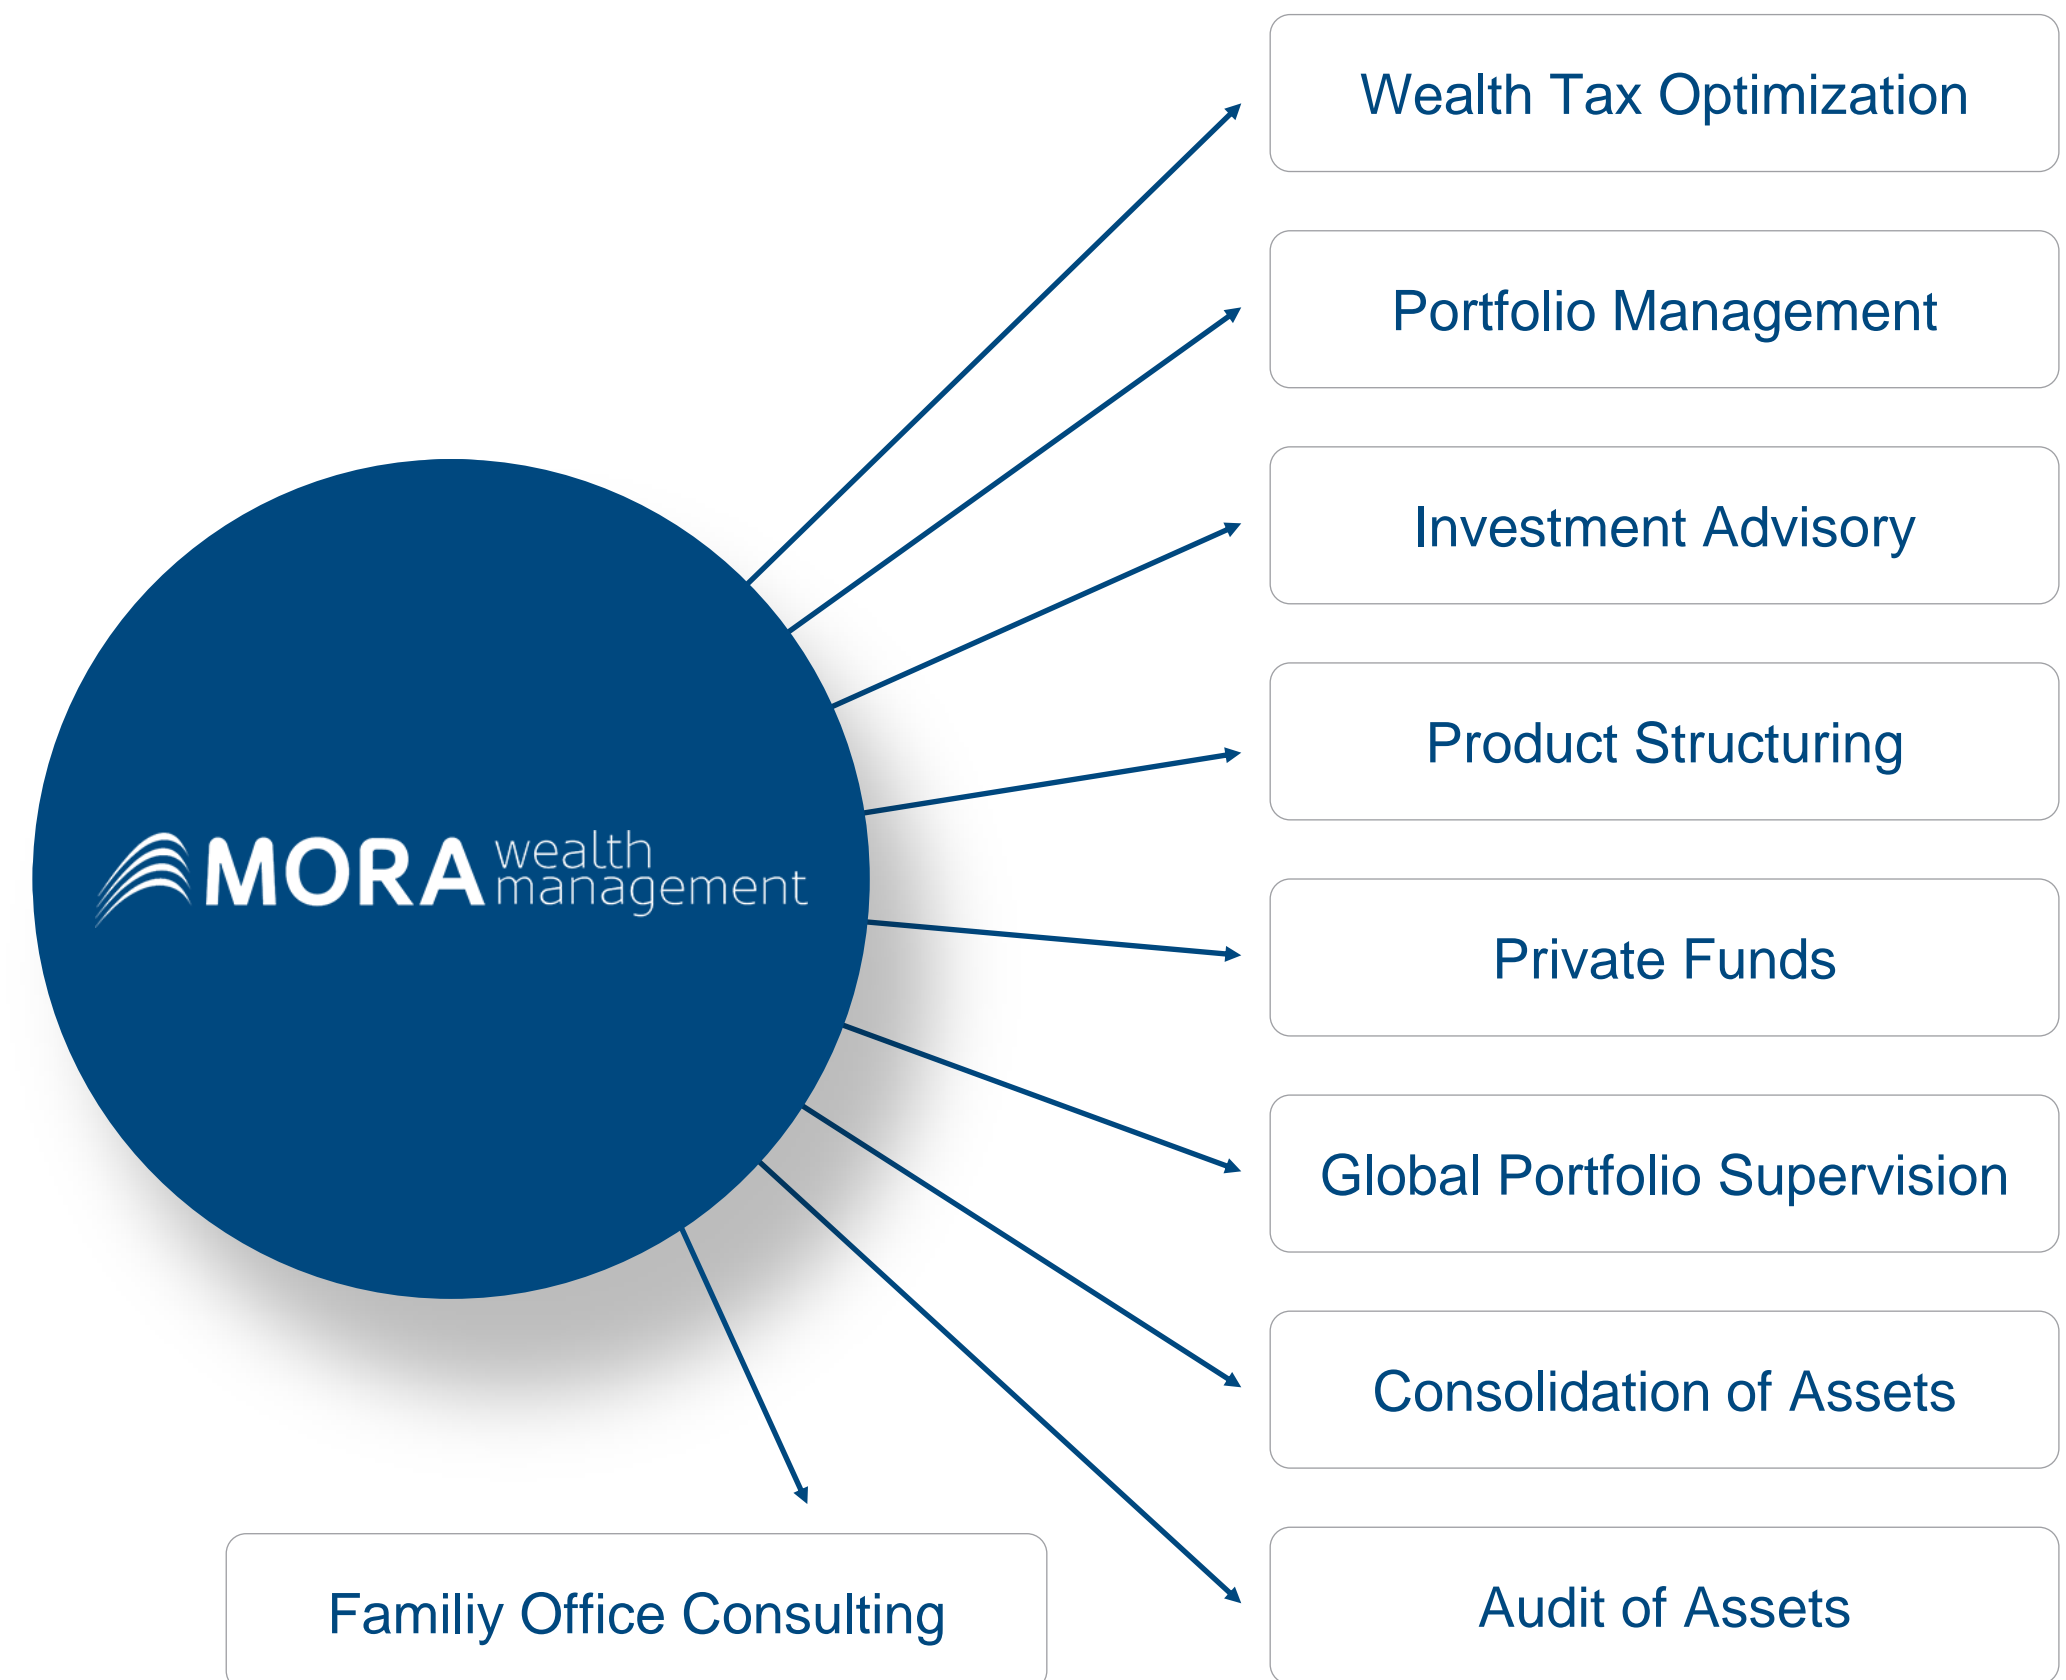 Wealth Tax Optimization
Portfolio Management
Investment Advisory
Product Structuring
MORA wealth
management
Private Funds
Global Portfolio Supervision
Consolidation of Assets
Familiy Office Consulting
Audit of Assets